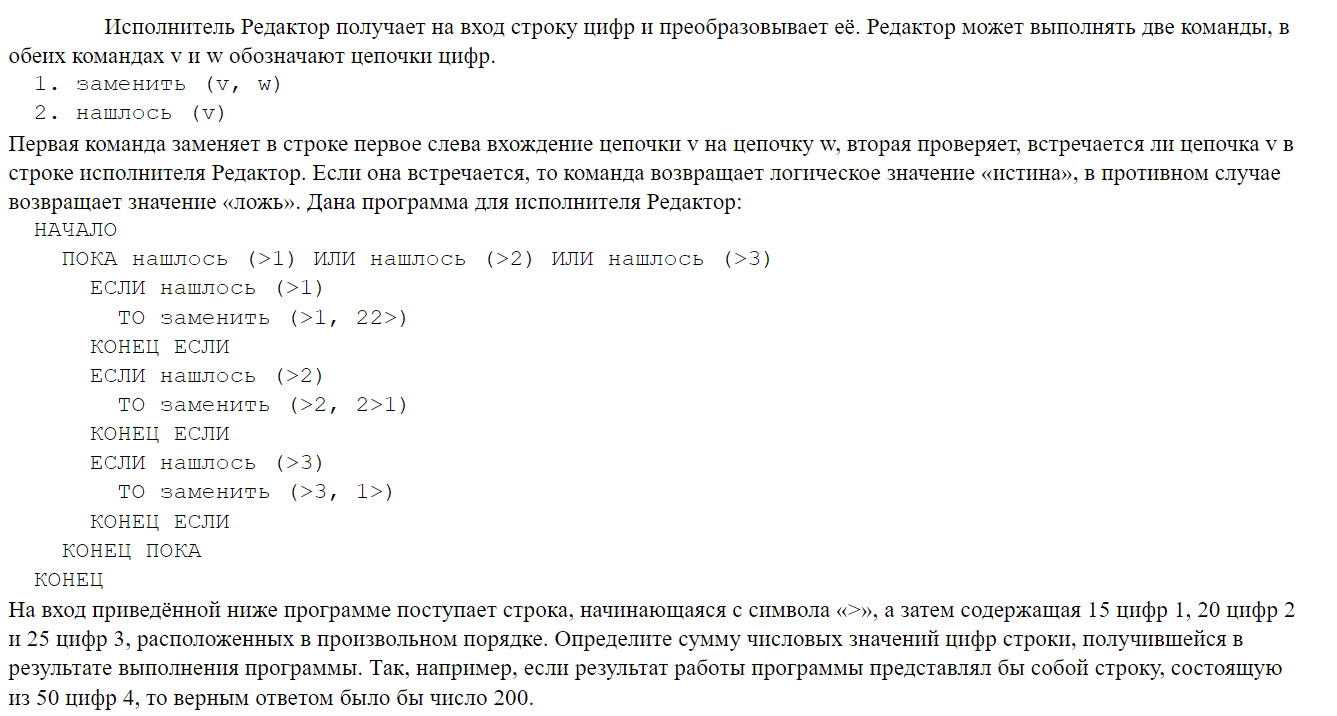 Исполнитель Редактор получает на вход строку цифр и преобразовывает её. Редактор может выполнять две команды, в
обеих командах v и w обозначают цепочки цифр.
1. заменить (v, w)
2. нашлось (v)
Первая команда заменяет в строке первое слева вхождение цепочки v на цепочку w, вторая проверяет, встречается ли цепочка v в
строке исполнителя Редактор. Если она встречается, то команда возвращает логическое значение «истина», в противном случае
возвращает значение «ложь». Дана программа для исполнителя Редактор:
НАЧАЛО
ПОКА нашлось (>1) ИЛИ нашлось (>2) ИЛИ нашлось (>3)
ЕСЛИ нашлось (>1)
ТО заменить (>1, 22>)
КОНЕЦ ЕСЛИ
ЕСЛИ нашлось (>2)
ТО заменить (>2, 2>1)
КОНЕЦ ЕСЛИ
ЕСЛИ нашлось (>3)
ТО заменить (>3, 1>)
КОНЕЦ ЕСЛИ
КОНЕЦ ПОКА
КОНЕЦ
На вход приведённой ниже программе поступает строка, начинающаяся с символа «>», а затем содержащая 15 цифр 1, 20 цифр 2
и 25 цифр 3, расположенных в произвольном порядке. Определите сумму числовых значений цифр строки, получившейся в
результате выполнения программы. Так, например, если результат работы программы представлял бы собой строку, состоящую
из 50 цифр 4, то верным ответом было бы число 200.